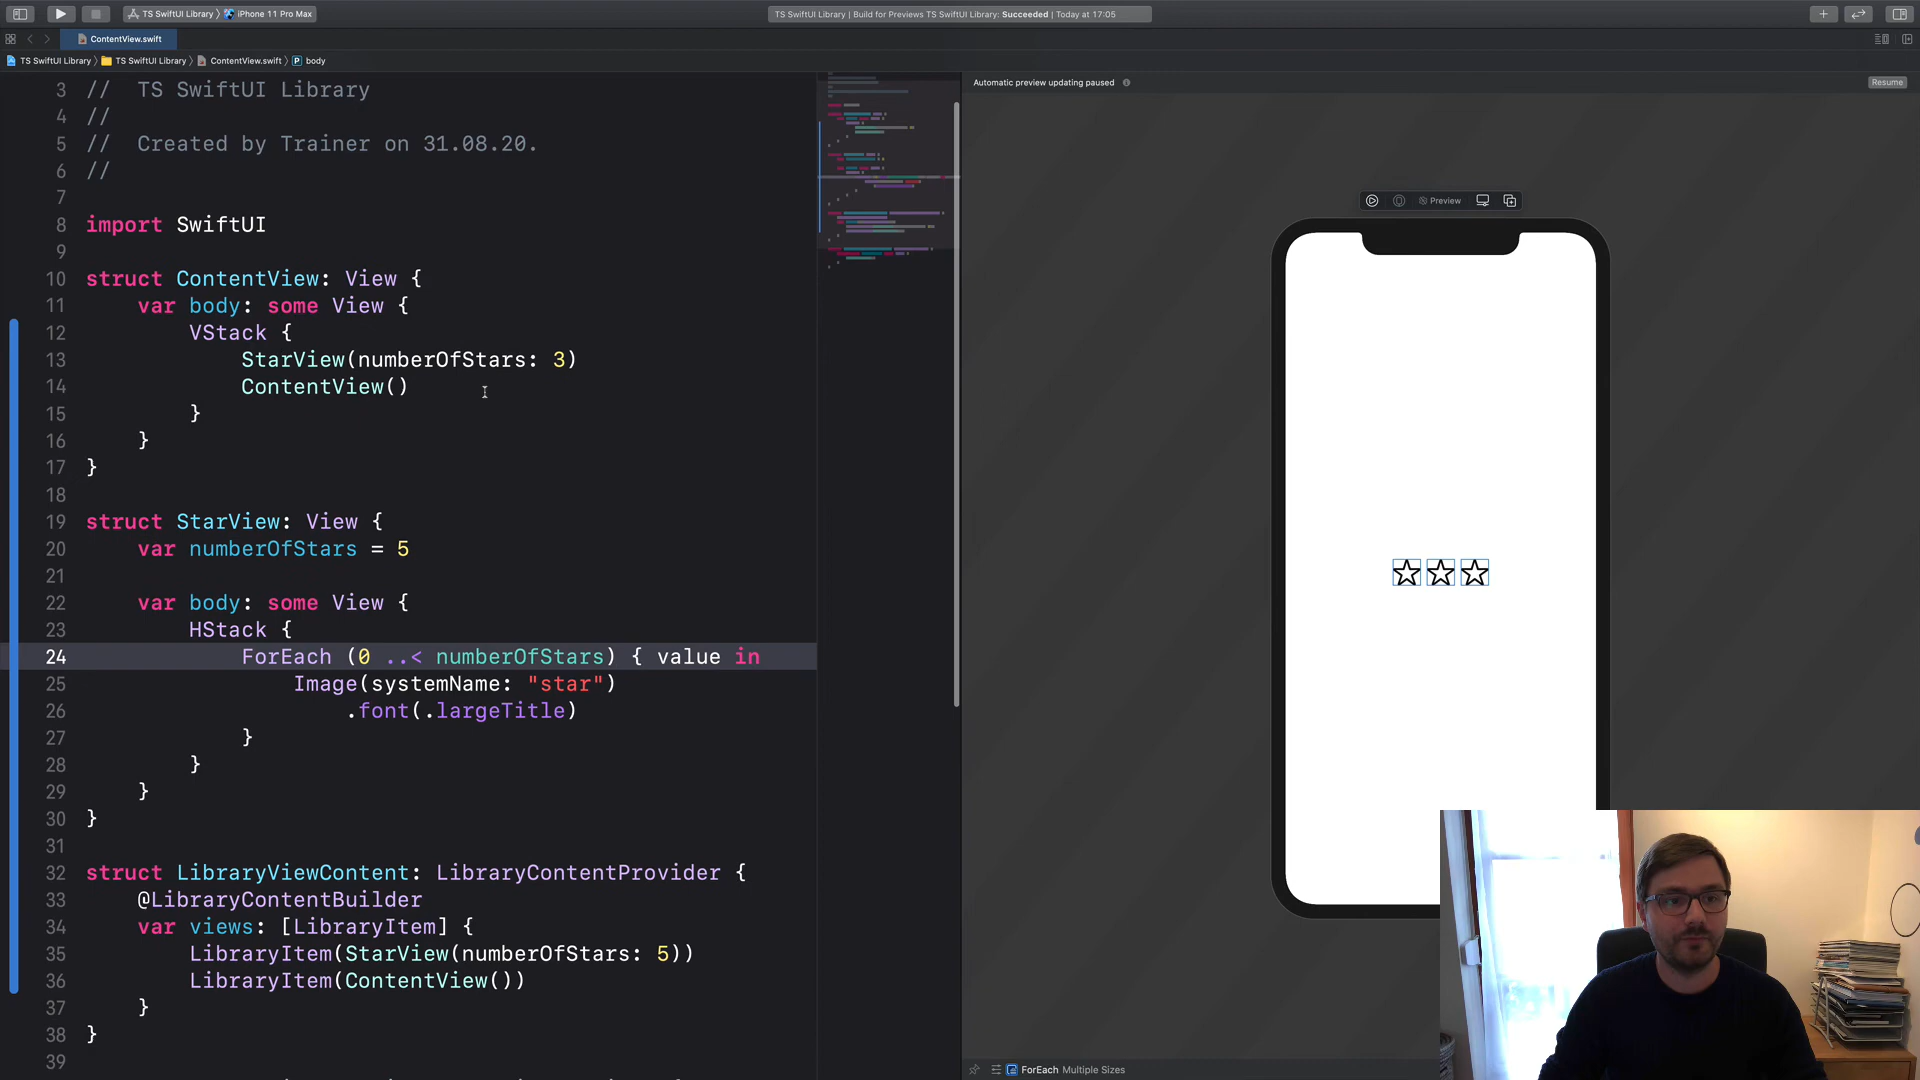 TS SwiftUI Library
iPhone 11 Pro Max
TS SwiftUI Library | Build for Previews TS SwiftUI Library: Succeeded | Today at 17:05
ContentView.swift
TS SwiftUI Library
TS SwiftUI Library
ContentView.swift
P body
3 //  TS SwiftUI Library
4 //
5 //  Created by Trainer on 31.08.20.
6 //
7
8 import SwiftUI
9
10 struct ContentView: View {
11     var body: some View {
12         VStack {
13             StarView(numberOfStars: 3)
14             ContentView()
15         }
16     }
17 }
18
19 struct StarView: View {
20     var numberOfStars = 5
21
22     var body: some View {
23         HStack {
24             ForEach (0 ..< numberOfStars) { value in
25                 Image(systemName: "star")
26                     .font(.largeTitle)
27             }
28         }
29     }
30 }
31
32 struct LibraryViewContent: LibraryContentProvider {
33     @LibraryContentBuilder
34     var views: [LibraryItem] {
35         LibraryItem(StarView(numberOfStars: 5))
36         LibraryItem(ContentView())
37     }
38 }
39
Automatic preview updating paused
Resume
Preview
ForEach Multiple Sizes